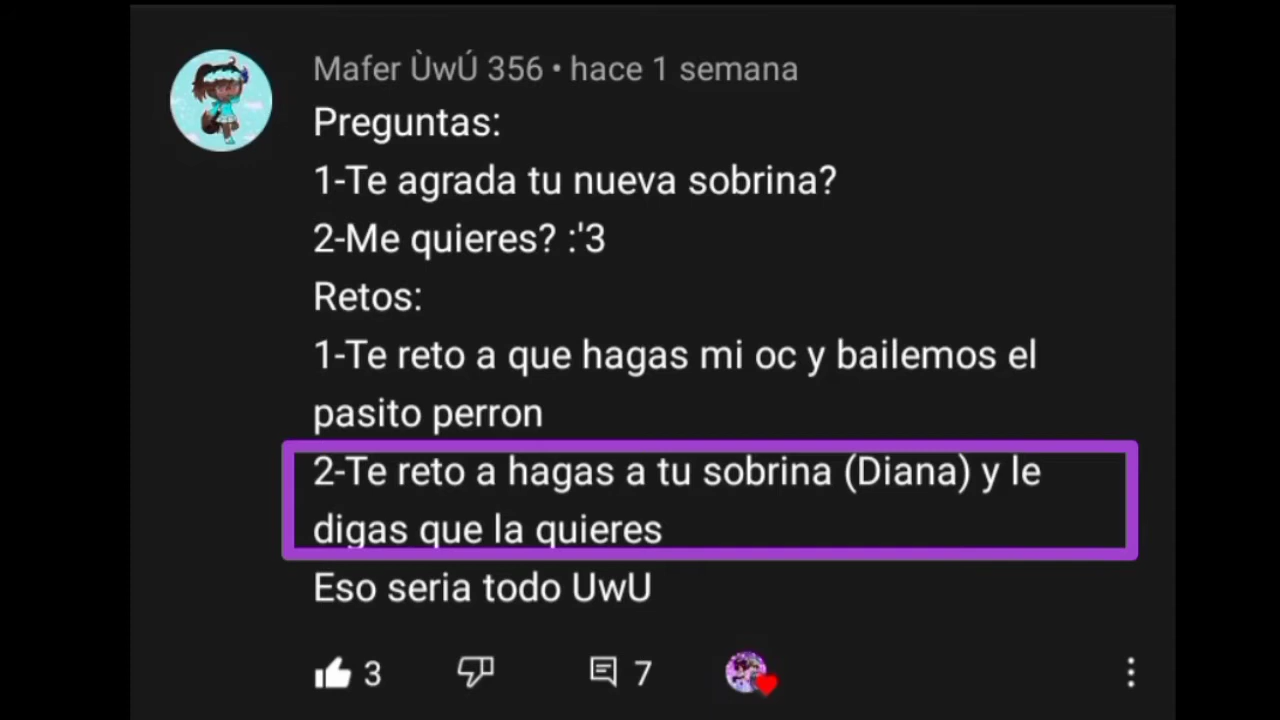 Mafer ÙwÚ 356 • hace 1 semana
Preguntas:
1-Te agrada tu nueva sobrina?
2-Me quieres? :'3
Retos:
1-Te reto a que hagas mi oc y bailemos el
pasito perron
2-Te reto a hagas a tu sobrina (Diana) y le
digas que la quieres
Eso seria todo UwU
3 7